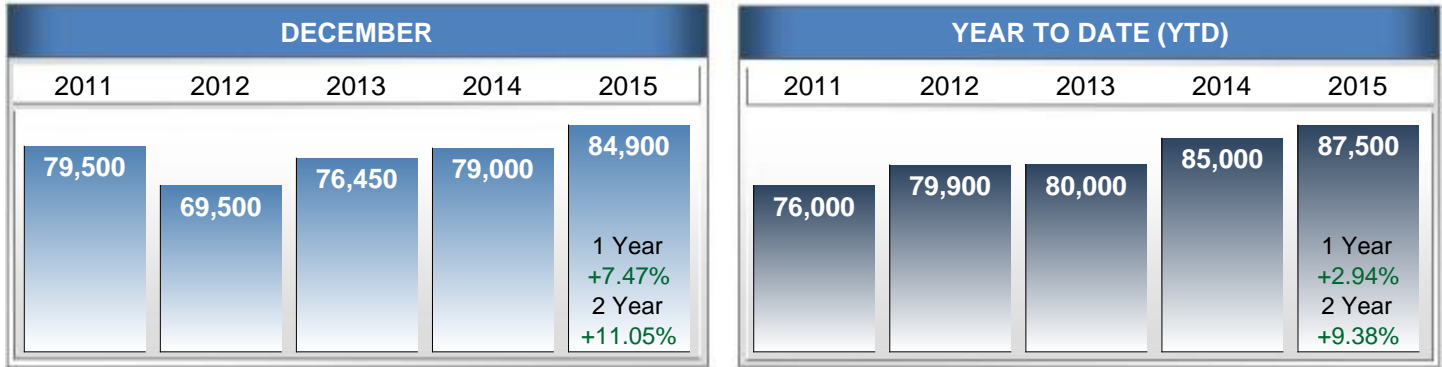 DECEMBER
2011 2012 2013 2014 2015
79,500
69,500
76,450
79,000
84,900
1 Year
+7.47%
2 Year
+11.05%
YEAR TO DATE (YTD)
2011 2012 2013 2014 2015
76,000
79,900
80,000
85,000
87,500
1 Year
+2.94%
2 Year
+9.38%